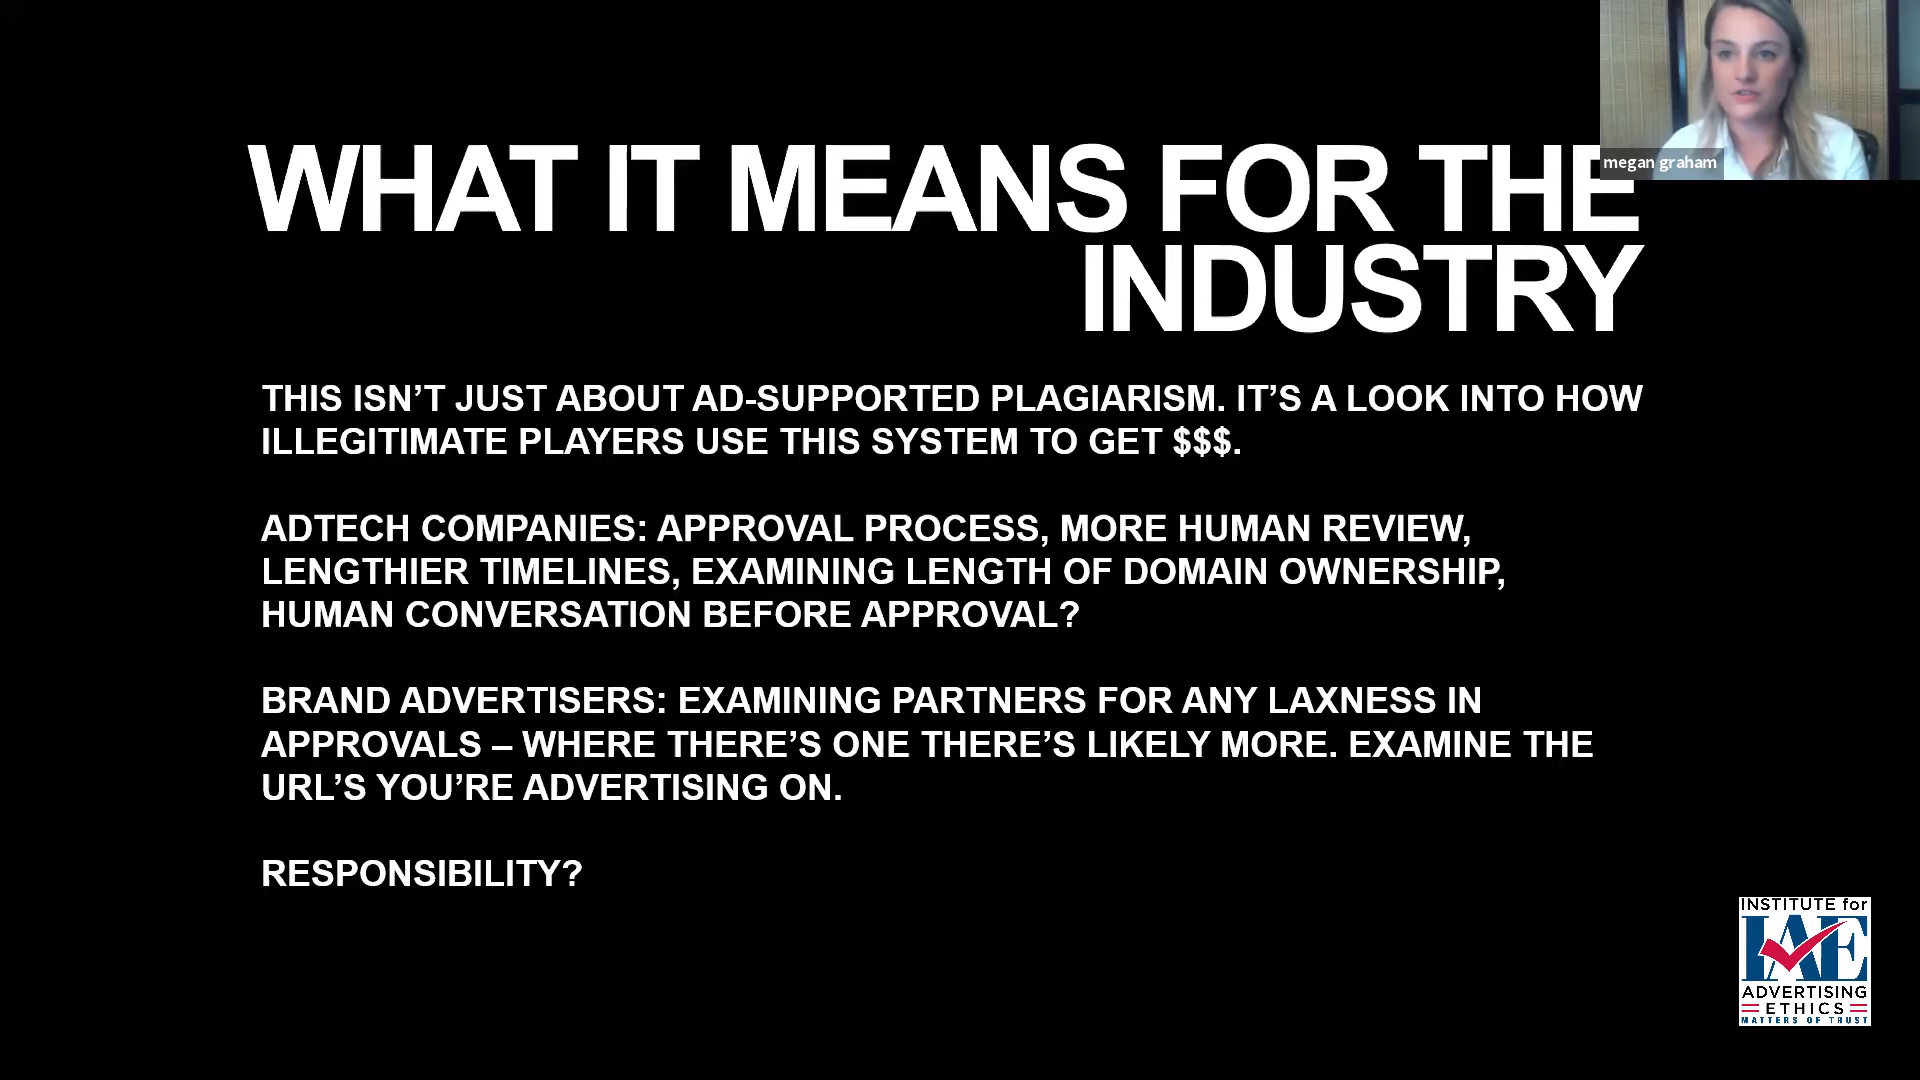 WHAT IT MEANS FOR THE
INDUSTRY
megan graham
THIS ISN’T JUST ABOUT AD-SUPPORTED PLAGIARISM. IT’S A LOOK INTO HOW
ILLEGITIMATE PLAYERS USE THIS SYSTEM TO GET $$$.
ADTECH COMPANIES: APPROVAL PROCESS, MORE HUMAN REVIEW,
LENGTHIER TIMELINES, EXAMINING LENGTH OF DOMAIN OWNERSHIP,
HUMAN CONVERSATION BEFORE APPROVAL?
BRAND ADVERTISERS: EXAMINING PARTNERS FOR ANY LAXNESS IN
APPROVALS – WHERE THERE’S ONE THERE’S LIKELY MORE. EXAMINE THE
URL’S YOU’RE ADVERTISING ON.
RESPONSIBILITY?
INSTITUTE for
IAE
ADVERTISING
ETHICS
MATTERS OF TRUST